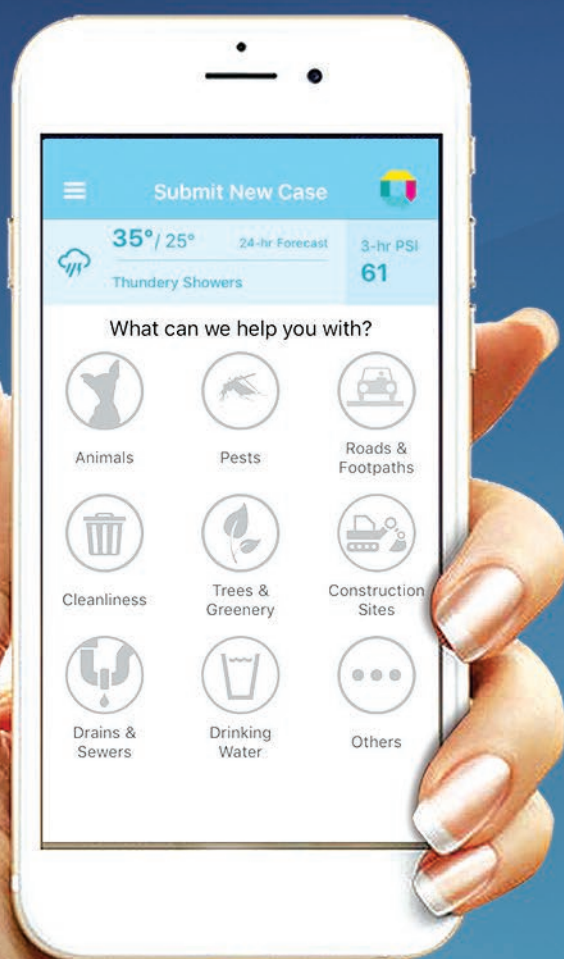 Submit New Case
35°/ 25°
24-hr Forecast
Thundery Showers
3-hr PSI
61
What can we help you with?
Animals
Pests
Roads &
Footpaths
Cleanliness
Trees &
Greenery
Construction
Sites
Drains &
Sewers
Drinking
Water
Others